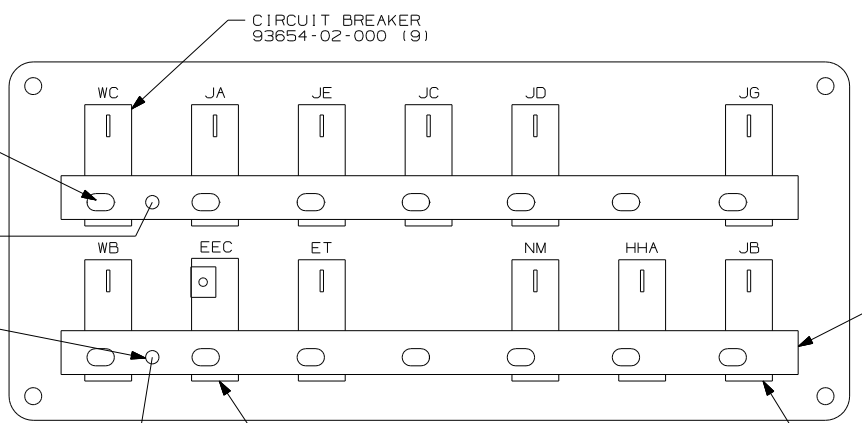 CIRCUIT BREAKER
93654-02-000 (9)
WC JA JE JC JD JG
WB EEC ET NM HHA JB